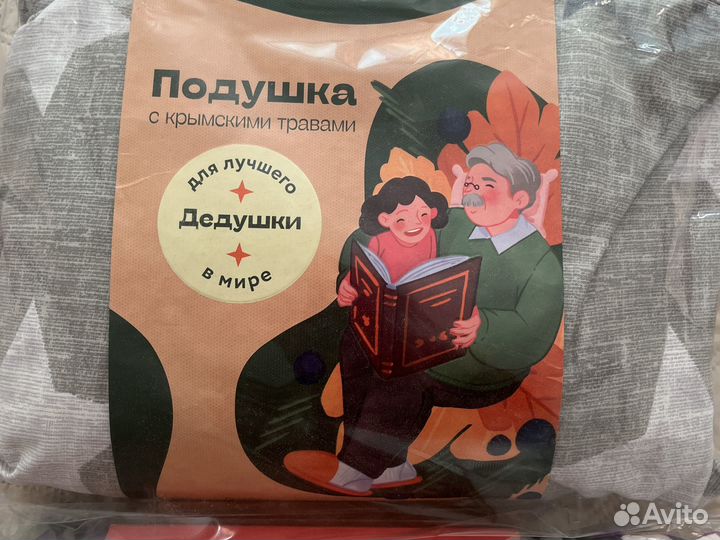 Подушка
с крымскими травами
для лучшего
Дедушки
в мире
Avito